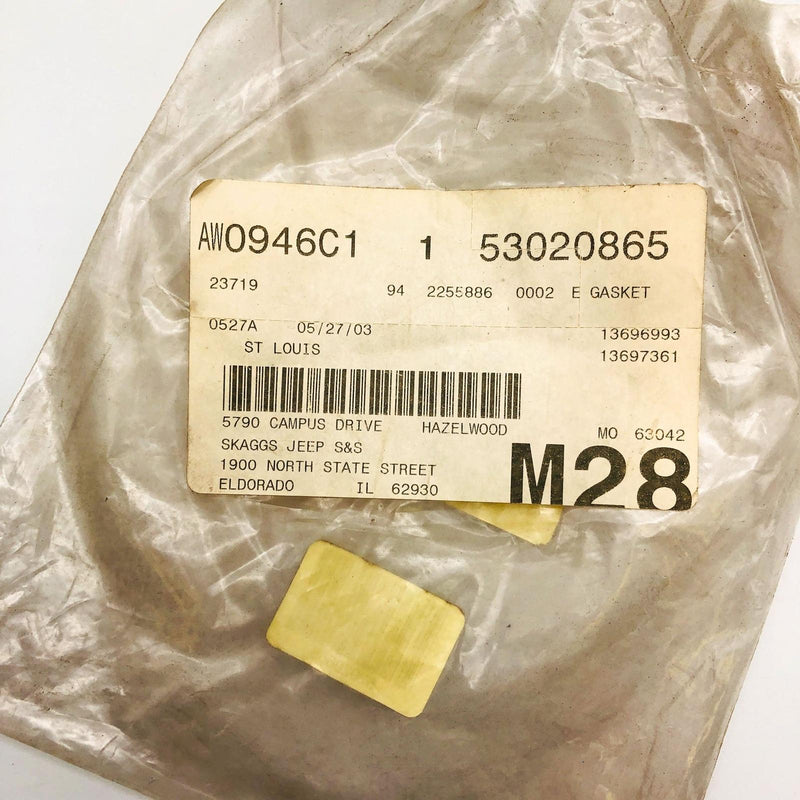 AW0946C1 1 53020865
23719 94 2255886 0002 E GASKET
0527A 05/27/03 13696993
ST LOUIS 13697361
5790 CAMPUS DRIVE HAZELWOOD MO 63042
SKAGGS JEEP S&S
1900 NORTH STATE STREET
ELDORADO IL 62930
M28